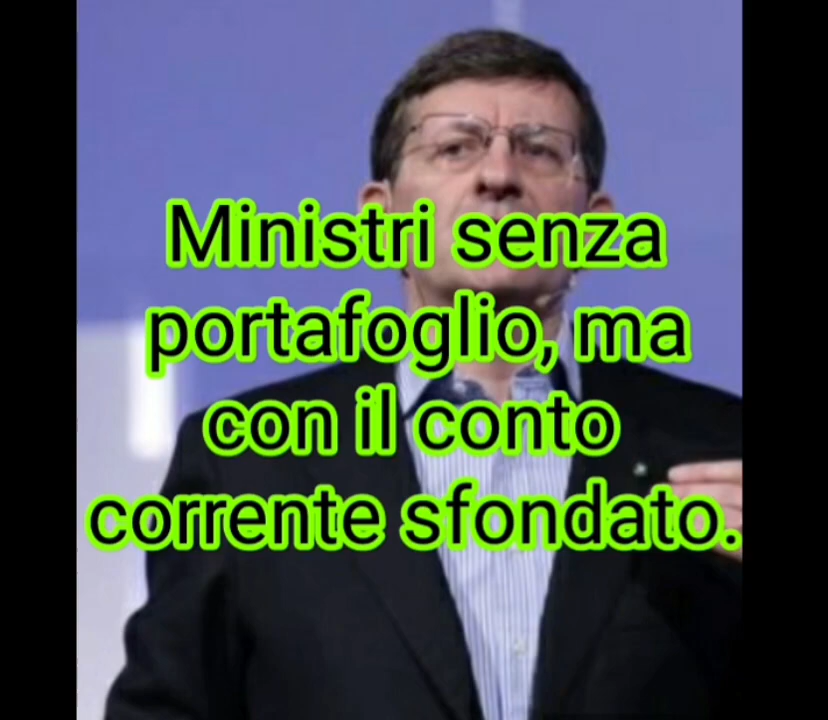 Ministri senza
portafoglio, ma
con il conto
corrente sfondato.